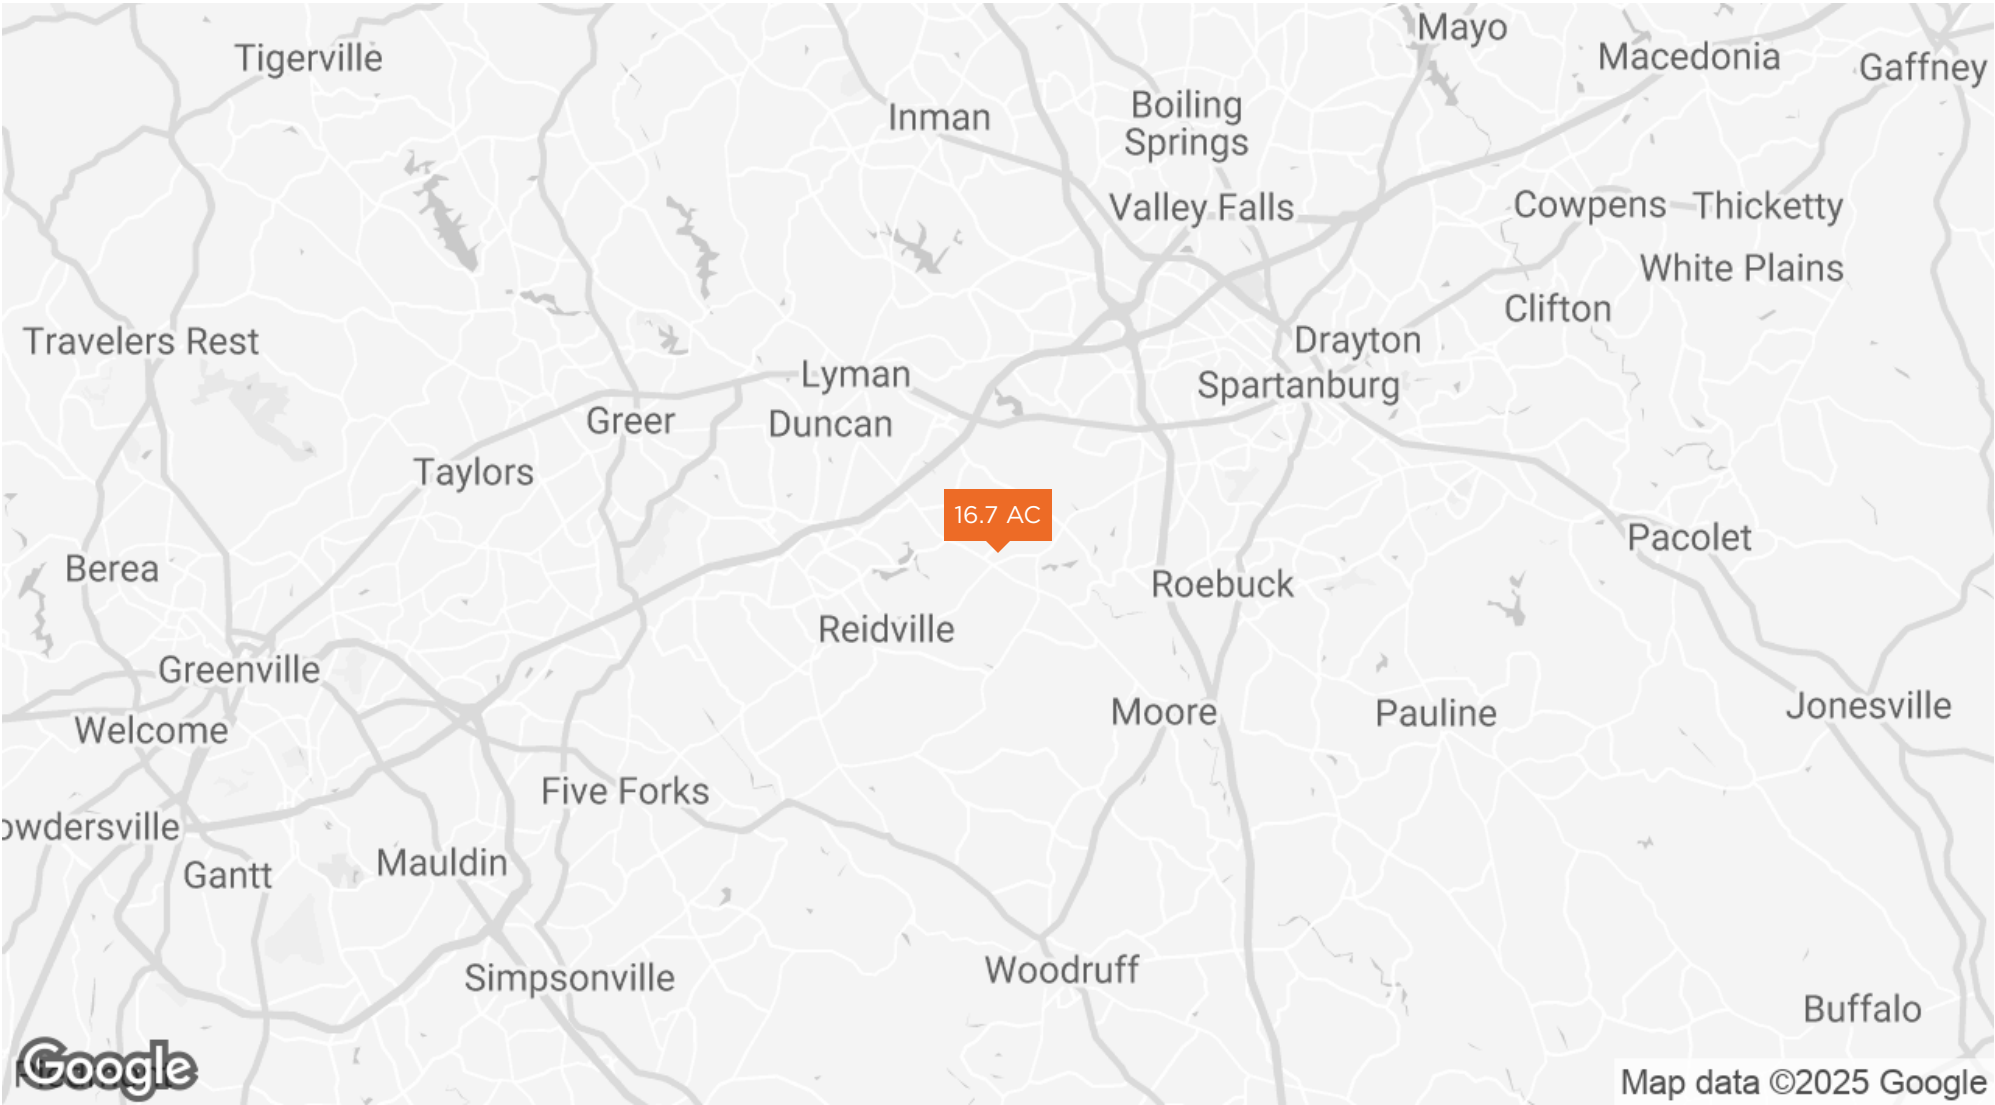 Mayo
Macedonia
Gaffney
Tigerville
Inman
Boiling
Springs
Valley Falls
Cowpens
Thicketty
White Plains
Clifton
Travelers Rest
Drayton
Lyman
Spartanburg
Greer
Duncan
Taylors
16.7 AC
Pacolet
Berea
Roebuck
Reidville
Greenville
Welcome
Moore
Pauline
Jonesville
Five Forks
owdersville
Mauldin
Gantt
Simpsonville
Woodruff
Buffalo
Google
Map data ©2025 Google